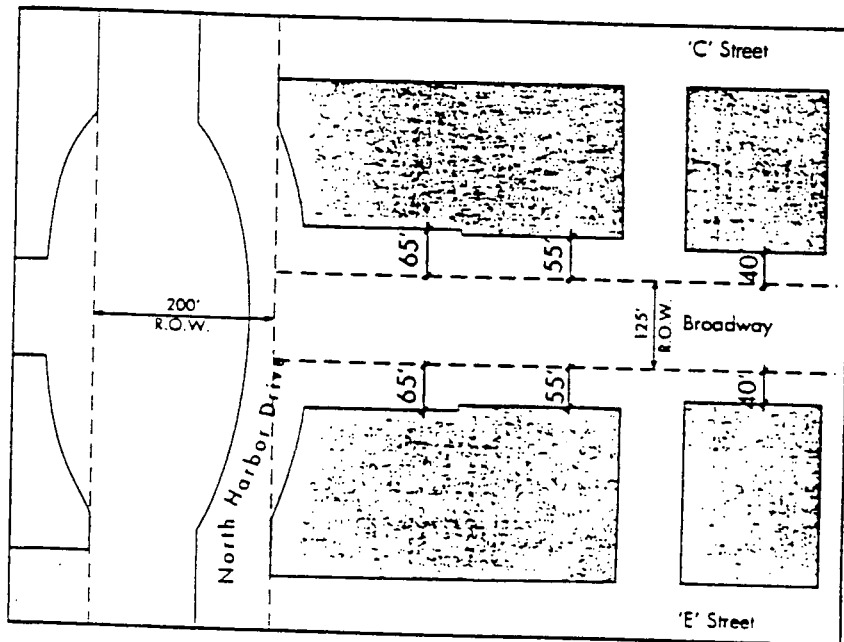 'C' Street
65'
55'
40'
200'
R.O.W.
125'
R.O.W.
Broadway
65'
55'
40'
North Harbor Drive
'E' Street